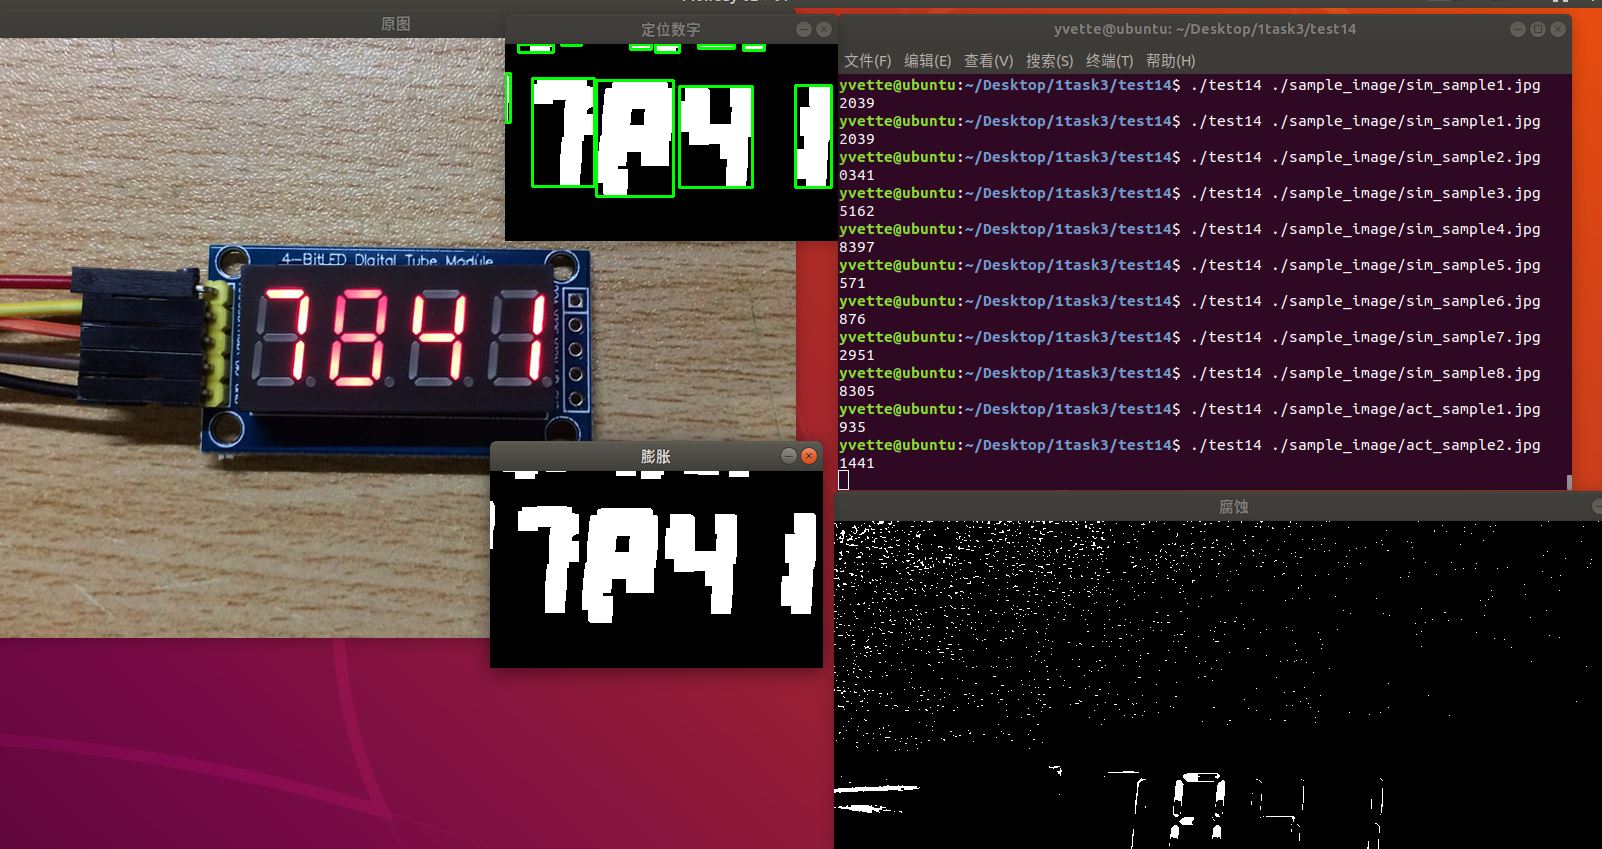 原图
定位数字
4-BitLED Digital Tube Module
7841
膨胀
yvette@ubuntu: ~/Desktop/1task3/test14
文件(F) 编辑(E) 查看(V) 搜索(S) 终端(T) 帮助(H)
yvette@ubuntu:~/Desktop/1task3/test14$ ./test14 ./sample_image/sim_sample1.jpg
2039
yvette@ubuntu:~/Desktop/1task3/test14$ ./test14 ./sample_image/sim_sample1.jpg
2039
yvette@ubuntu:~/Desktop/1task3/test14$ ./test14 ./sample_image/sim_sample2.jpg
0341
yvette@ubuntu:~/Desktop/1task3/test14$ ./test14 ./sample_image/sim_sample3.jpg
5162
yvette@ubuntu:~/Desktop/1task3/test14$ ./test14 ./sample_image/sim_sample4.jpg
8397
yvette@ubuntu:~/Desktop/1task3/test14$ ./test14 ./sample_image/sim_sample5.jpg
571
yvette@ubuntu:~/Desktop/1task3/test14$ ./test14 ./sample_image/sim_sample6.jpg
876
yvette@ubuntu:~/Desktop/1task3/test14$ ./test14 ./sample_image/sim_sample7.jpg
2951
yvette@ubuntu:~/Desktop/1task3/test14$ ./test14 ./sample_image/sim_sample8.jpg
8305
yvette@ubuntu:~/Desktop/1task3/test14$ ./test14 ./sample_image/act_sample1.jpg
935
yvette@ubuntu:~/Desktop/1task3/test14$ ./test14 ./sample_image/act_sample2.jpg
1441
腐蚀